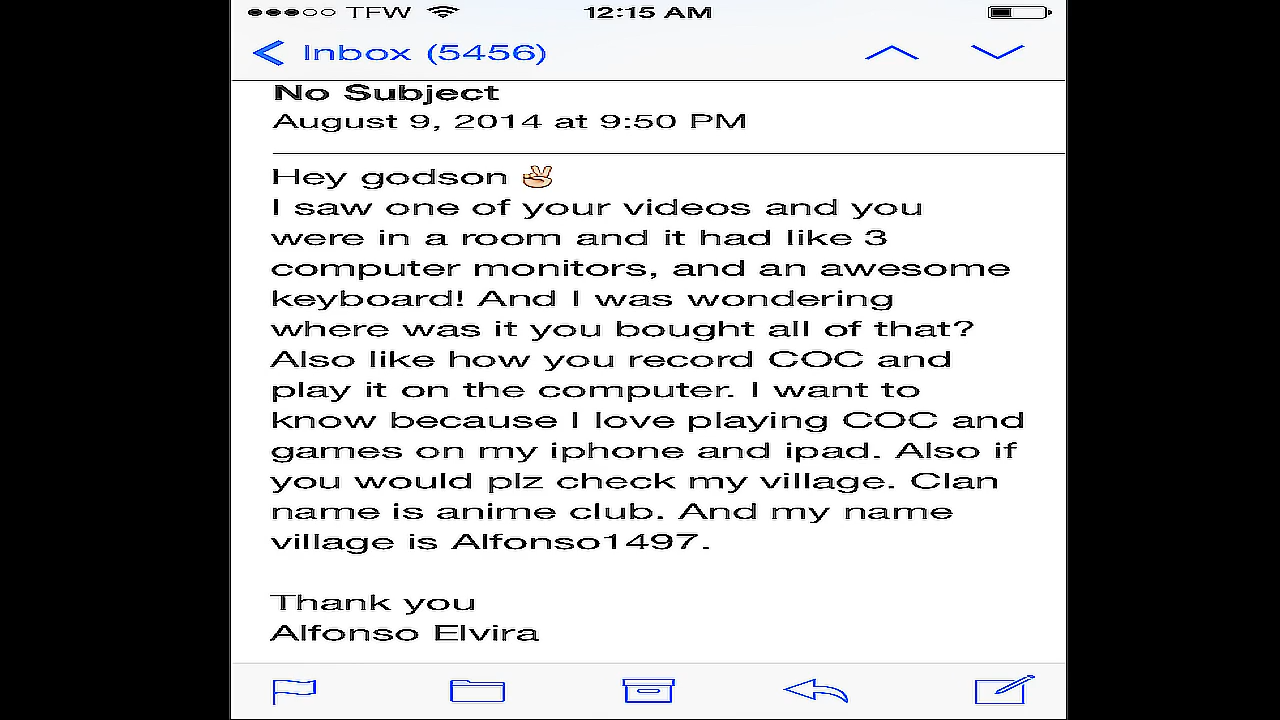 TFW 12:15 AM
Inbox (5456)
No Subject
August 9, 2014 at 9:50 PM
Hey godson ✌🏻
I saw one of your videos and you
were in a room and it had like 3
computer monitors, and an awesome
keyboard! And I was wondering
where was it you bought all of that?
Also like how you record COC and
play it on the computer. I want to
know because I love playing COC and
games on my iphone and ipad. Also if
you would plz check my village. Clan
name is anime club. And my name
village is Alfonso1497.
Thank you
Alfonso Elvira